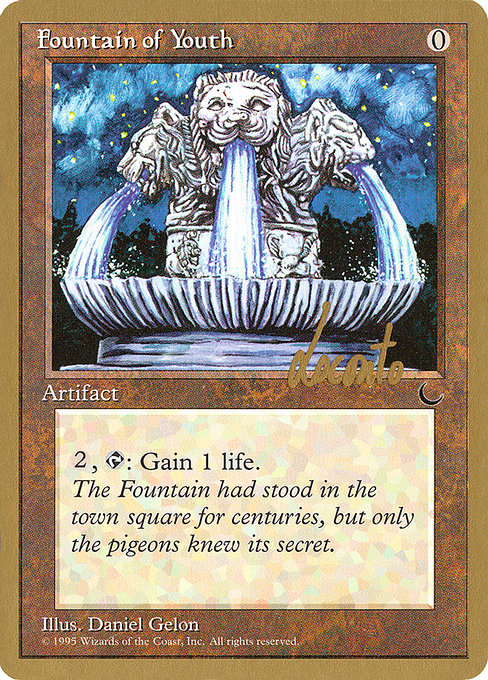 Fountain of Youth 0
loconto
Artifact
2, : Gain 1 life.
The Fountain had stood in the
town square for centuries, but only
the pigeons knew its secret.
Illus. Daniel Gelon
© 1995 Wizards of the Coast, Inc. All rights reserved.